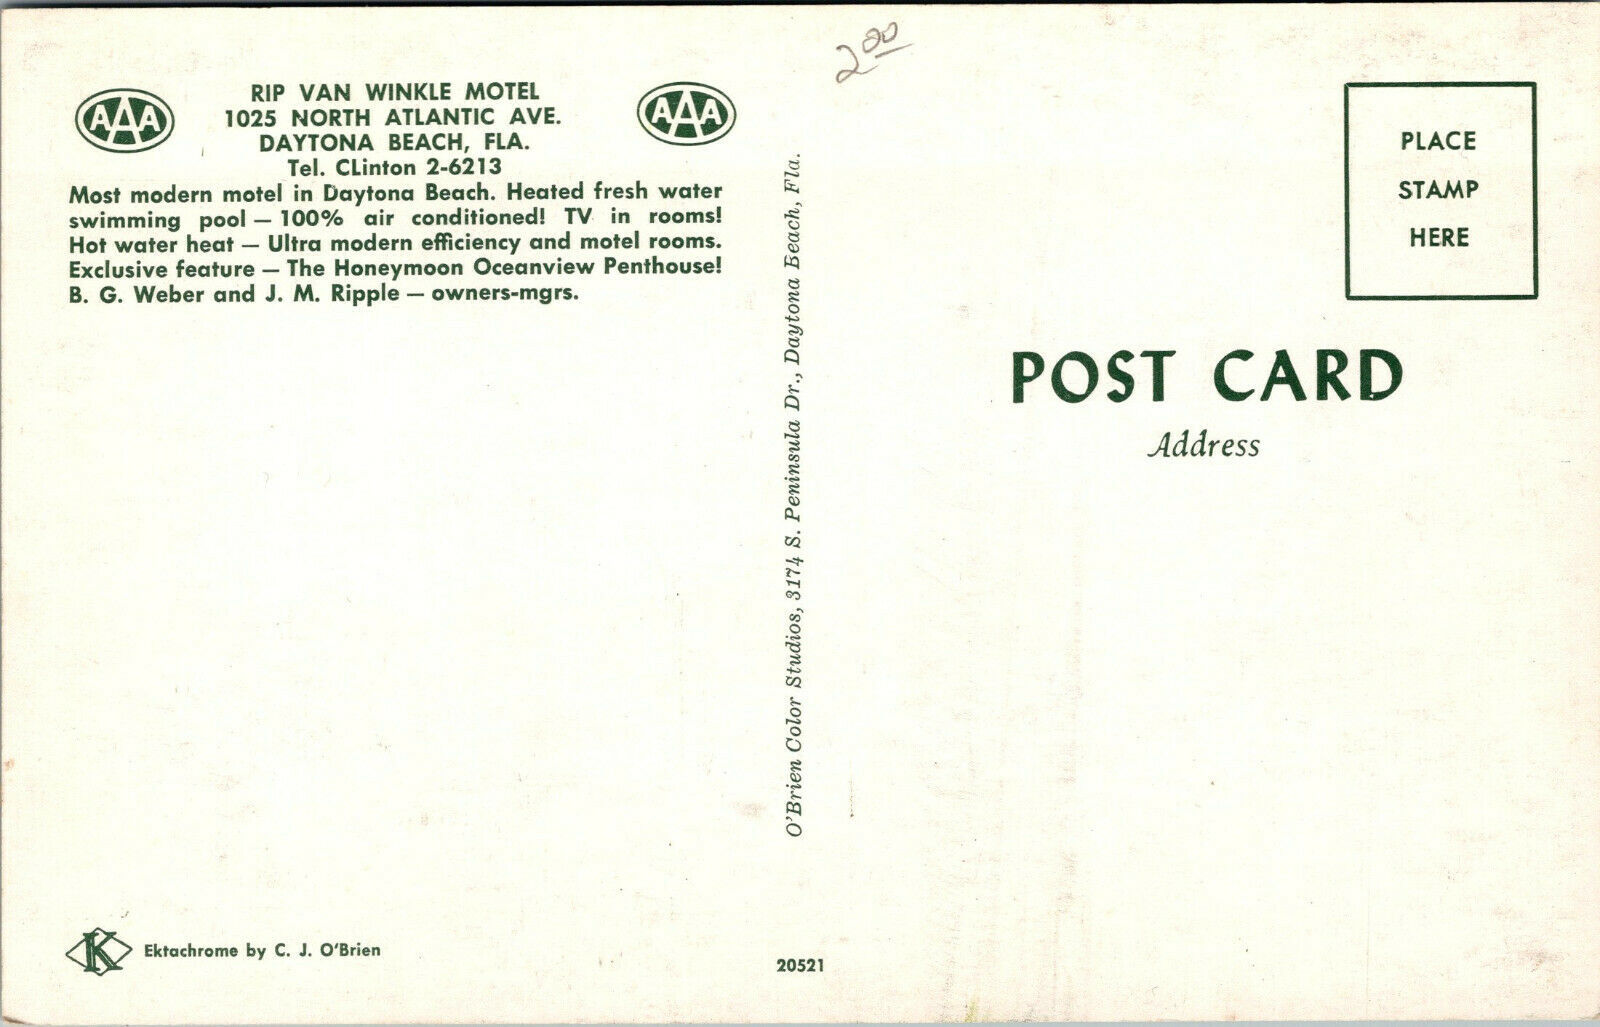 2.00
AAA
RIP VAN WINKLE MOTEL
1025 NORTH ATLANTIC AVE.
DAYTONA BEACH, FLA.
Tel. CLinton 2-6213
AAA
Most modern motel in Daytona Beach. Heated fresh water
swimming pool — 100% air conditioned! TV in rooms!
Hot water heat — Ultra modern efficiency and motel rooms.
Exclusive feature — The Honeymoon Oceanview Penthouse!
B. G. Weber and J. M. Ripple — owners-mgrs.
O'Brien Color Studios, 3174 S. Peninsula Dr., Daytona Beach, Fla.
PLACE
STAMP
HERE
POST CARD
Address
K
Ektachrome by C. J. O'Brien
20521